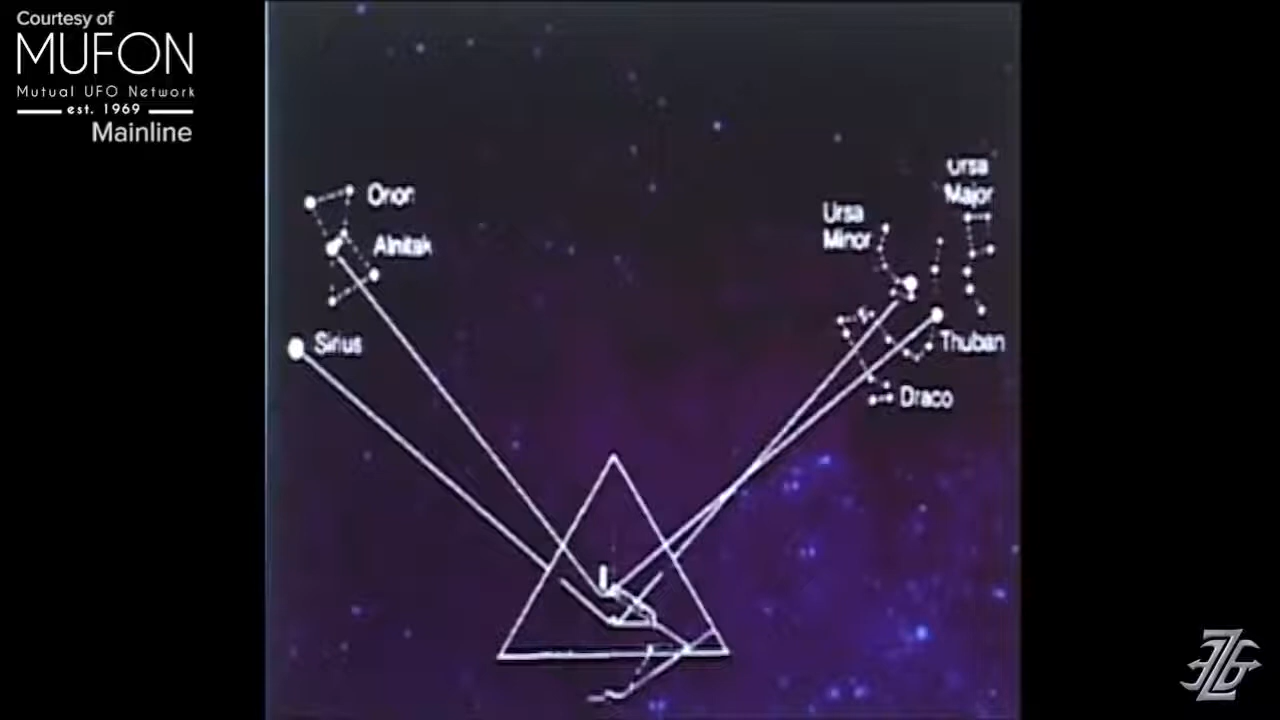 Courtesy of
MUFON
Mutual UFO Network
est. 1969
Mainline
Orion
Alnitak
Sirius
Ursa
Minor
Ursa
Major
Thuban
Draco